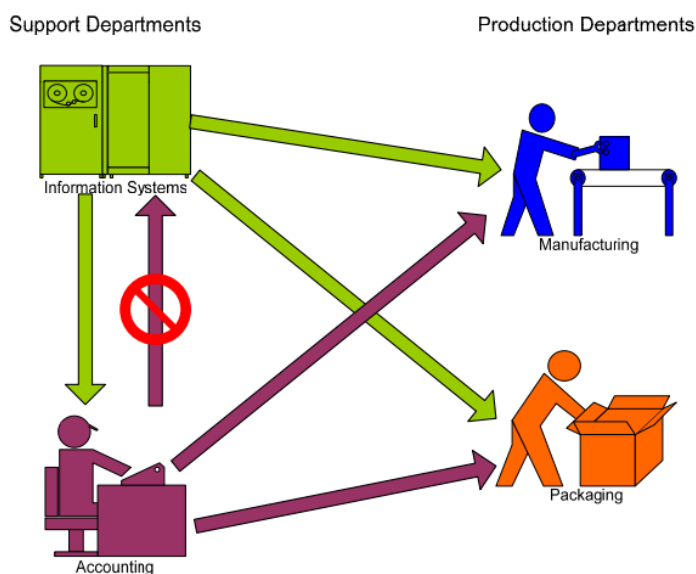 Support Departments
Production Departments
Information Systems
Manufacturing
Packaging
Accounting